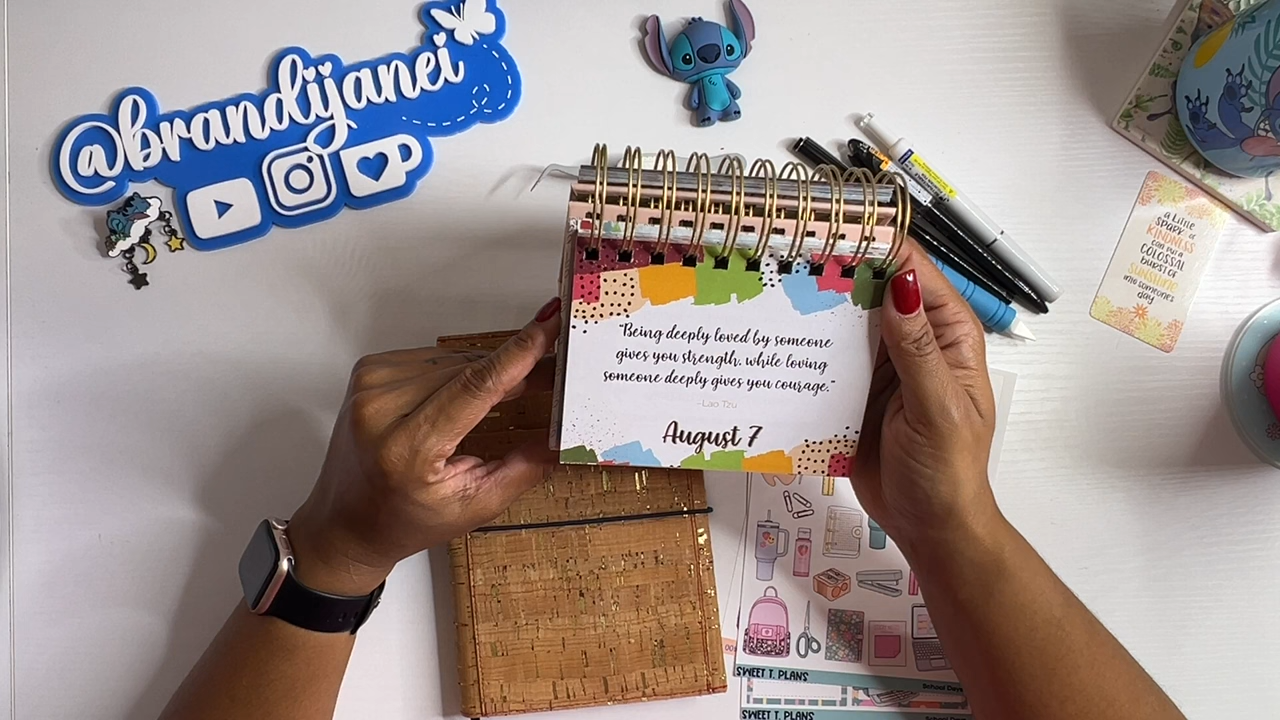 @brandijanei
"Being deeply loved by someone
gives you strength, while loving
someone deeply gives you courage."
-Lao Tzu
August 7
a Little
spark of
KINDNESS
can put a
COLOSSAL
burst of
SUNSHINE
into someones
day
SWEET T. PLANS
SWEET T. PLANS